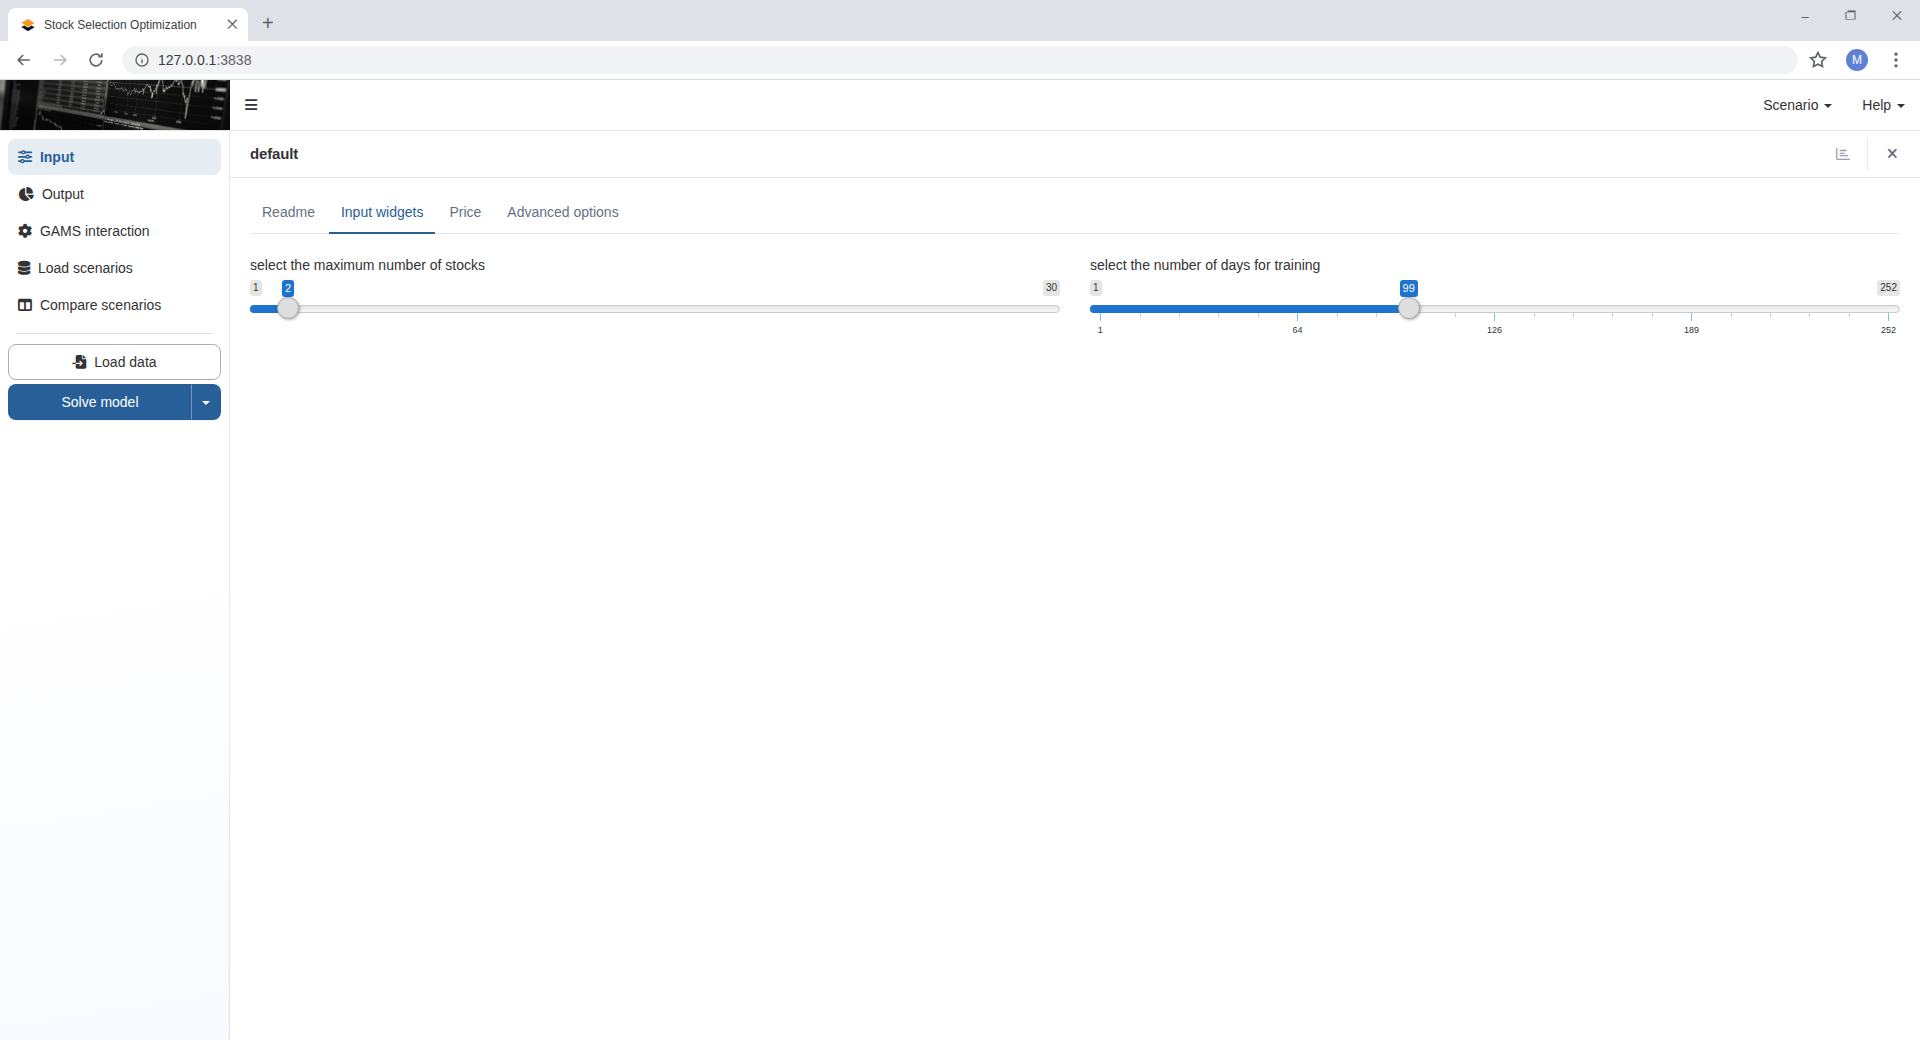 Stock Selection Optimization
127.0.0.1:3838
M
Scenario
Help
Input
Output
GAMS interaction
Load scenarios
Compare scenarios
Load data
Solve model
default
Readme
Input widgets
Price
Advanced options
select the maximum number of stocks
1
2
30
select the number of days for training
1
99
252
1
64
126
189
252